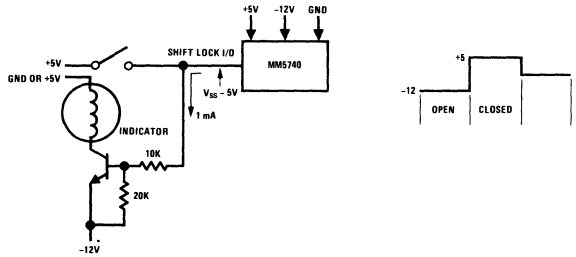 +5V -12V GND
+5V
SHIFT LOCK I/O
MM5740
GND OR +5V
VSS - 5V
1 mA
INDICATOR
10K
20K
-12V
+5
-12
OPEN CLOSED